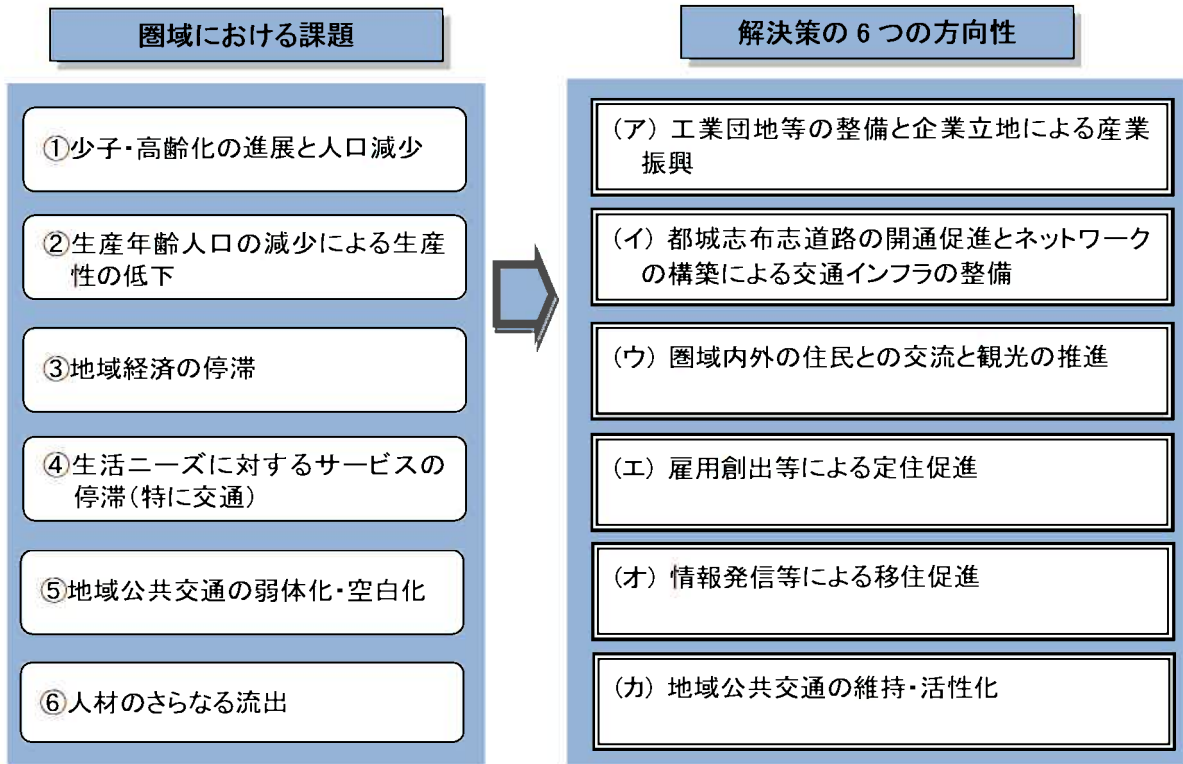 圏域における課題
①少子・高齢化の進展と人口減少
②生産年齢人口の減少による生産
性の低下
③地域経済の停滞
④生活ニーズに対するサービスの
停滞(特に交通)
⑤地域公共交通の弱体化・空白化
⑥人材のさらなる流出
解決策の6つの方向性
(ア) 工業団地等の整備と企業立地による産業
振興
(イ) 都城志布志道路の開通促進とネットワーク
の構築による交通インフラの整備
(ウ) 圏域内外の住民との交流と観光の推進
(エ) 雇用創出等による定住促進
(オ) 情報発信等による移住促進
(カ) 地域公共交通の維持・活性化